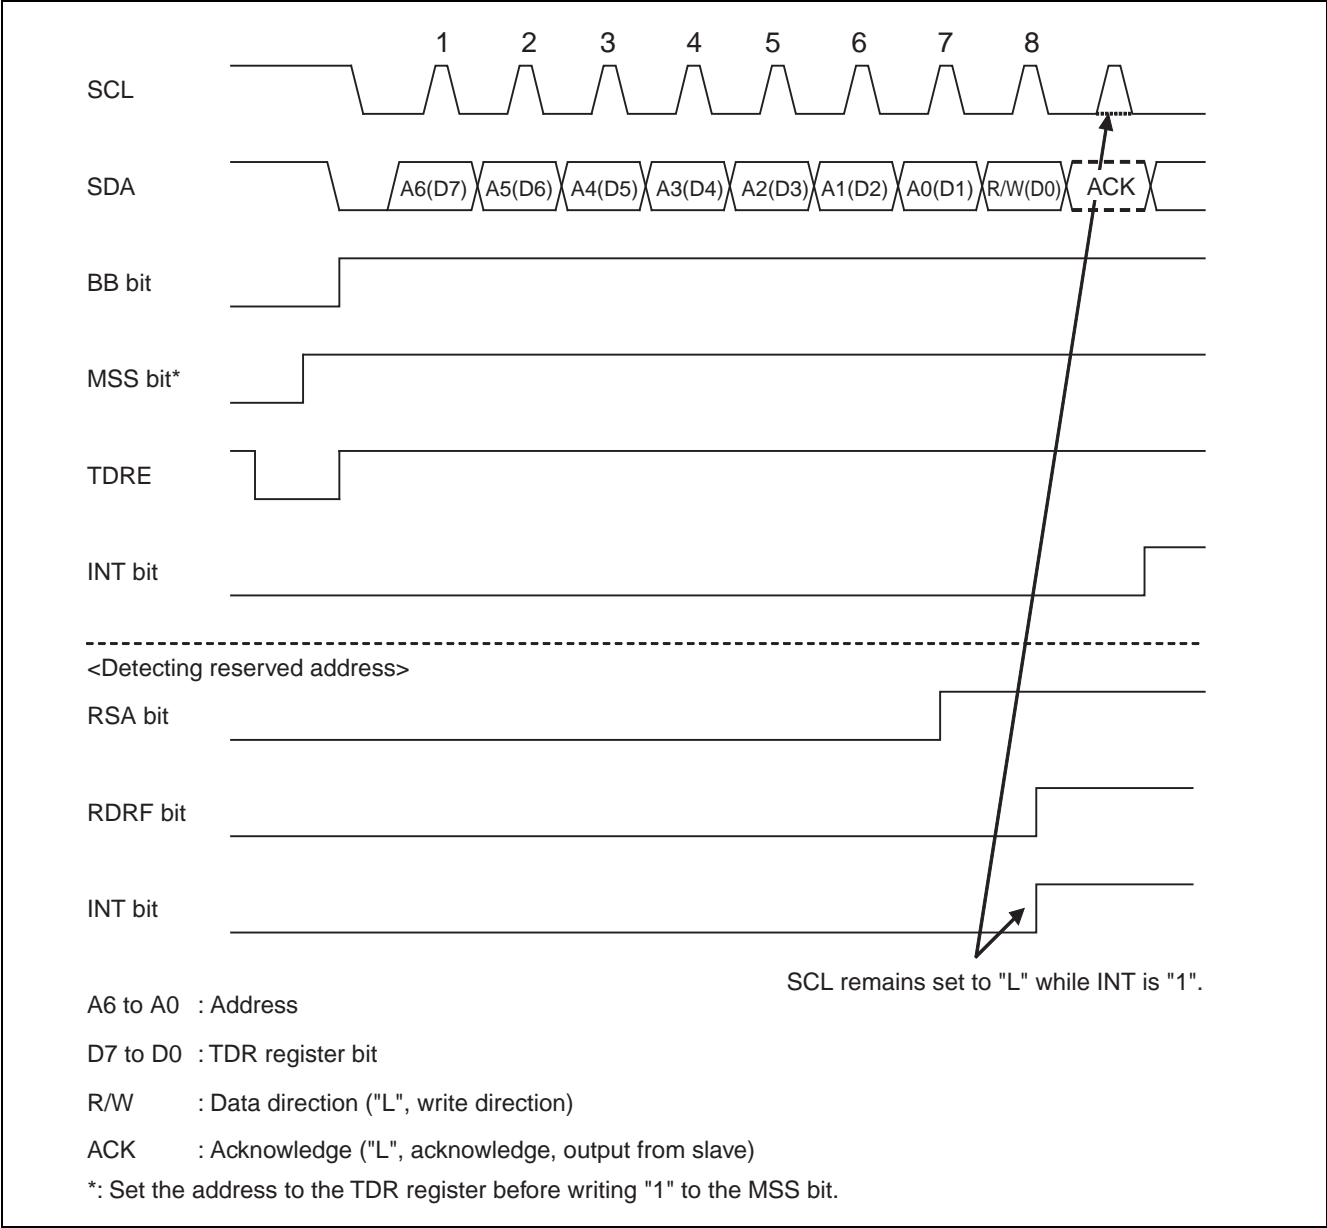 1 2 3 4 5 6 7 8
SCL
SDA A6(D7) A5(D6) A4(D5) A3(D4) A2(D3) A1(D2) A0(D1) R/W(D0) ACK
BB bit
MSS bit*
TDRE
INT bit
<Detecting reserved address>
RSA bit
RDRF bit
INT bit
SCL remains set to "L" while INT is "1".
A6 to A0 : Address
D7 to D0 : TDR register bit
R/W : Data direction ("L", write direction)
ACK : Acknowledge ("L", acknowledge, output from slave)
*: Set the address to the TDR register before writing "1" to the MSS bit.